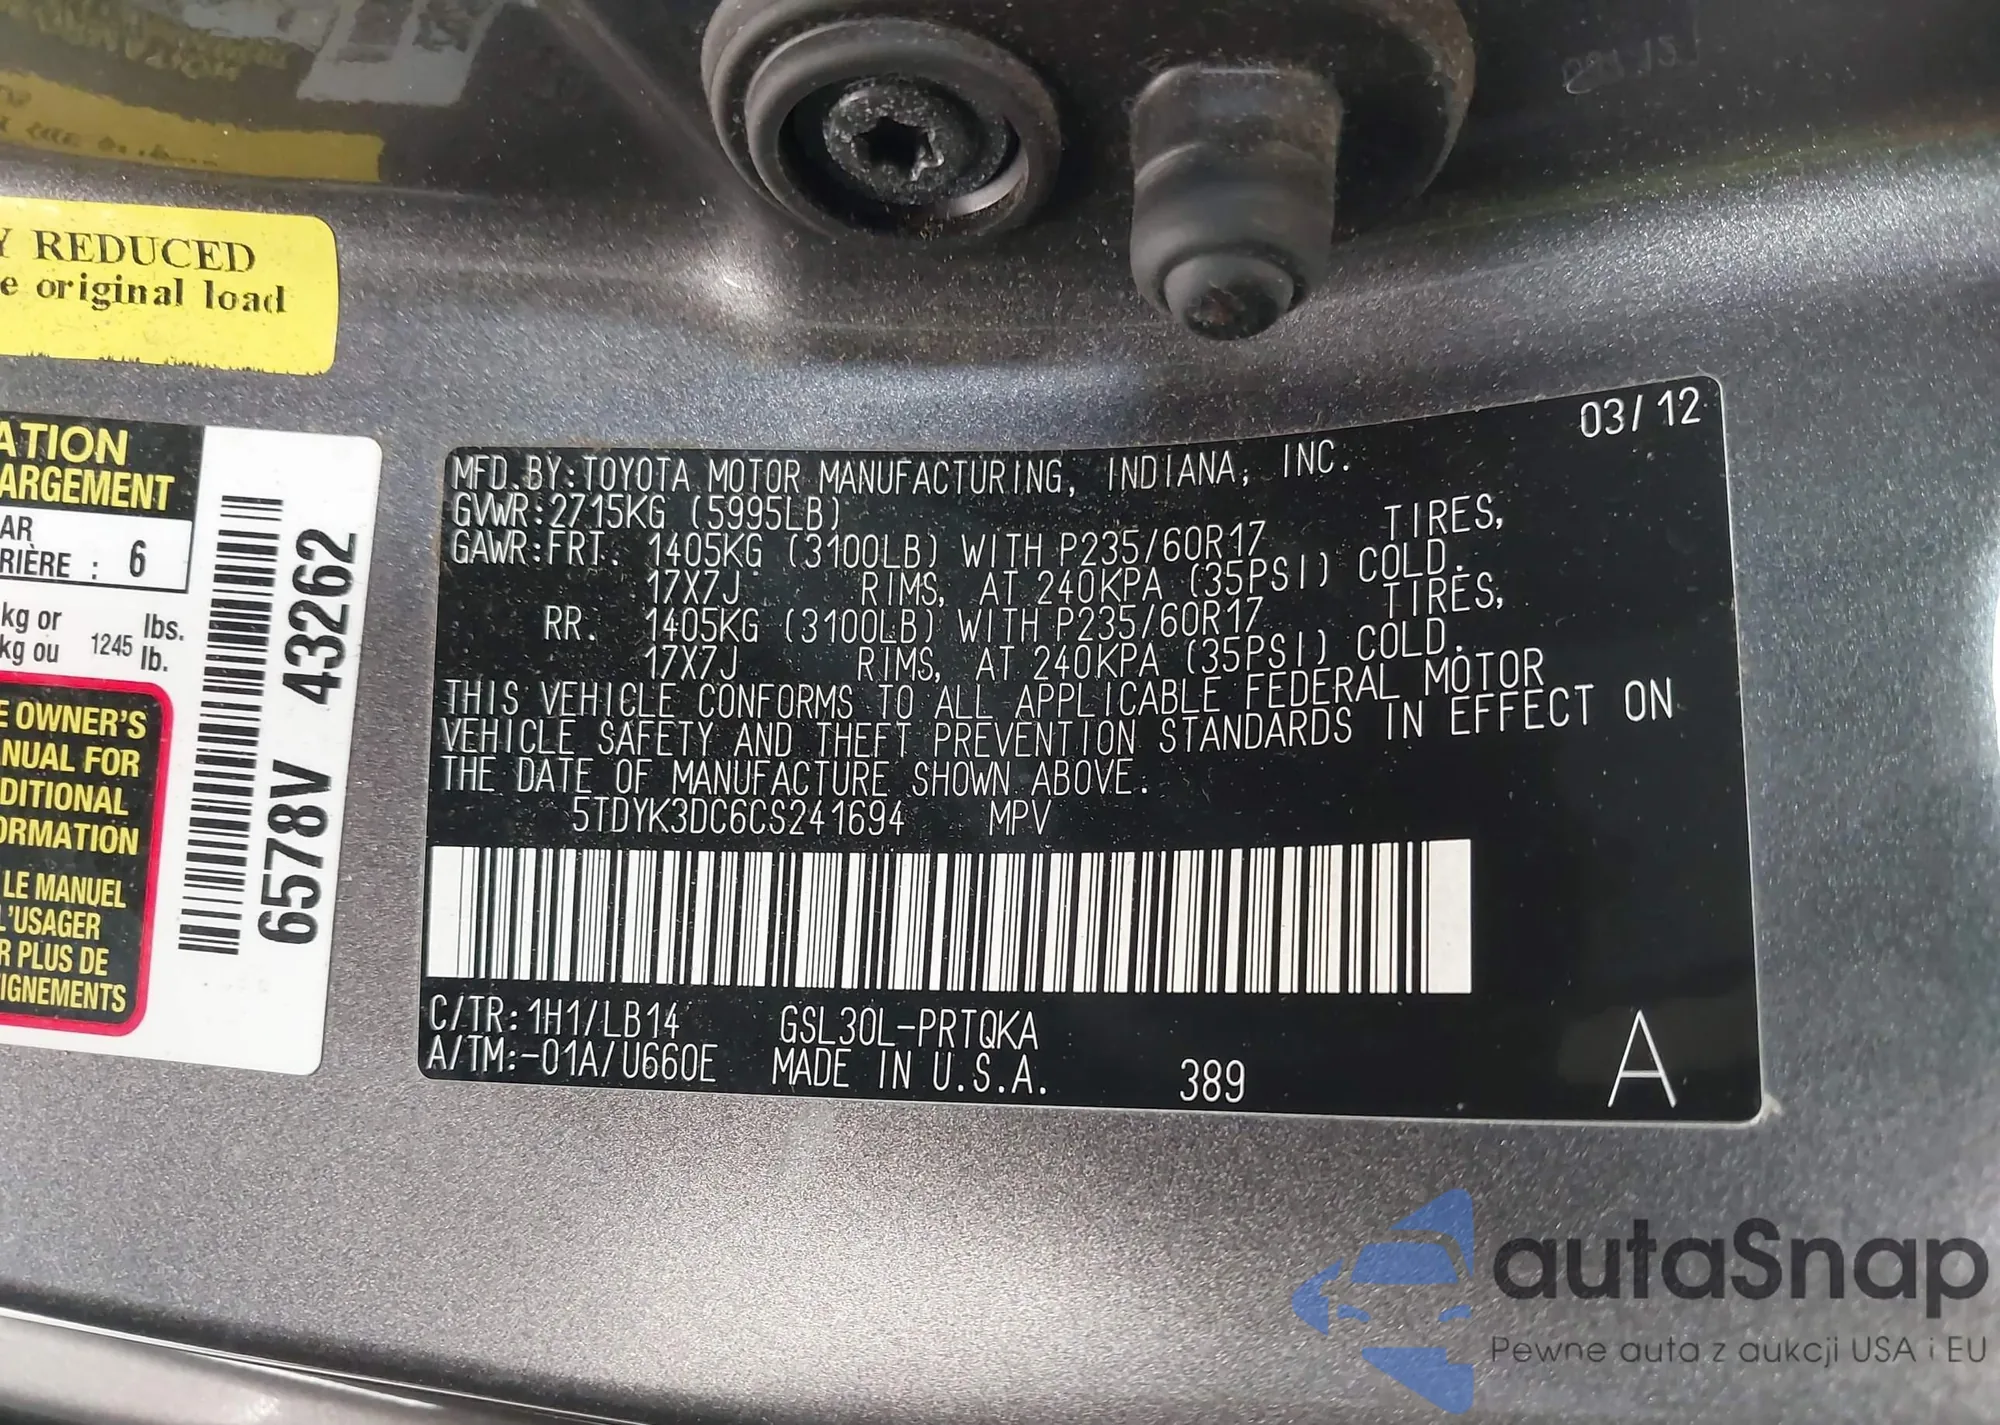 Y REDUCED
e original load
ATION
ARGEMENT
AR
RIÈRE : 6
kg or 1245 lbs.
kg ou lb.
E OWNER'S
NUAL FOR
DITIONAL
ORMATION
LE MANUEL
L'USAGER
R PLUS DE
IGNEMENTS
6578V 43262
03/12
MFD.BY:TOYOTA MOTOR MANUFACTURING, INDIANA, INC.
GVWR:2715KG (5995LB)
GAWR:FRT. 1405KG (3100LB) WITH P235/60R17 TIRES,
17X7J RIMS, AT 240KPA (35PSI) COLD.
RR. 1405KG (3100LB) WITH P235/60R17 TIRES,
17X7J RIMS, AT 240KPA (35PSI) COLD.
THIS VEHICLE CONFORMS TO ALL APPLICABLE FEDERAL MOTOR
VEHICLE SAFETY AND THEFT PREVENTION STANDARDS IN EFFECT ON
THE DATE OF MANUFACTURE SHOWN ABOVE.
5TDYK3DC6CS241694 MPV
C/TR:1H1/LB14 GSL30L-PRTQKA
A/TM:-01A/U660E MADE IN U.S.A. 389 A
autaSnap
Pewne auta z aukcji USA i EU